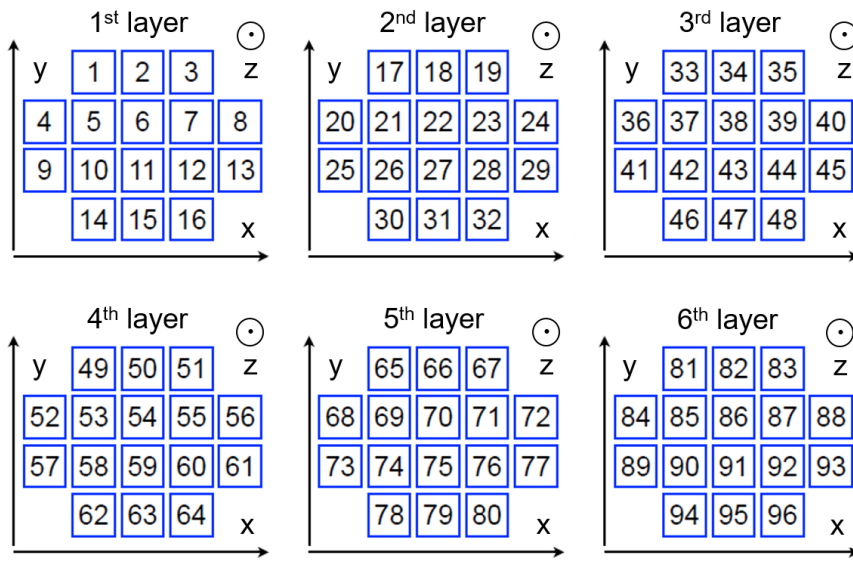 1st layer 2nd layer 3rd layer
y 1 2 3 z y 17 18 19 z y 33 34 35 z
4 5 6 7 8 20 21 22 23 24 36 37 38 39 40
9 10 11 12 13 25 26 27 28 29 41 42 43 44 45
14 15 16 x 30 31 32 x 46 47 48 x
4th layer 5th layer 6th layer
y 49 50 51 z y 65 66 67 z y 81 82 83 z
52 53 54 55 56 68 69 70 71 72 84 85 86 87 88
57 58 59 60 61 73 74 75 76 77 89 90 91 92 93
62 63 64 x 78 79 80 x 94 95 96 x